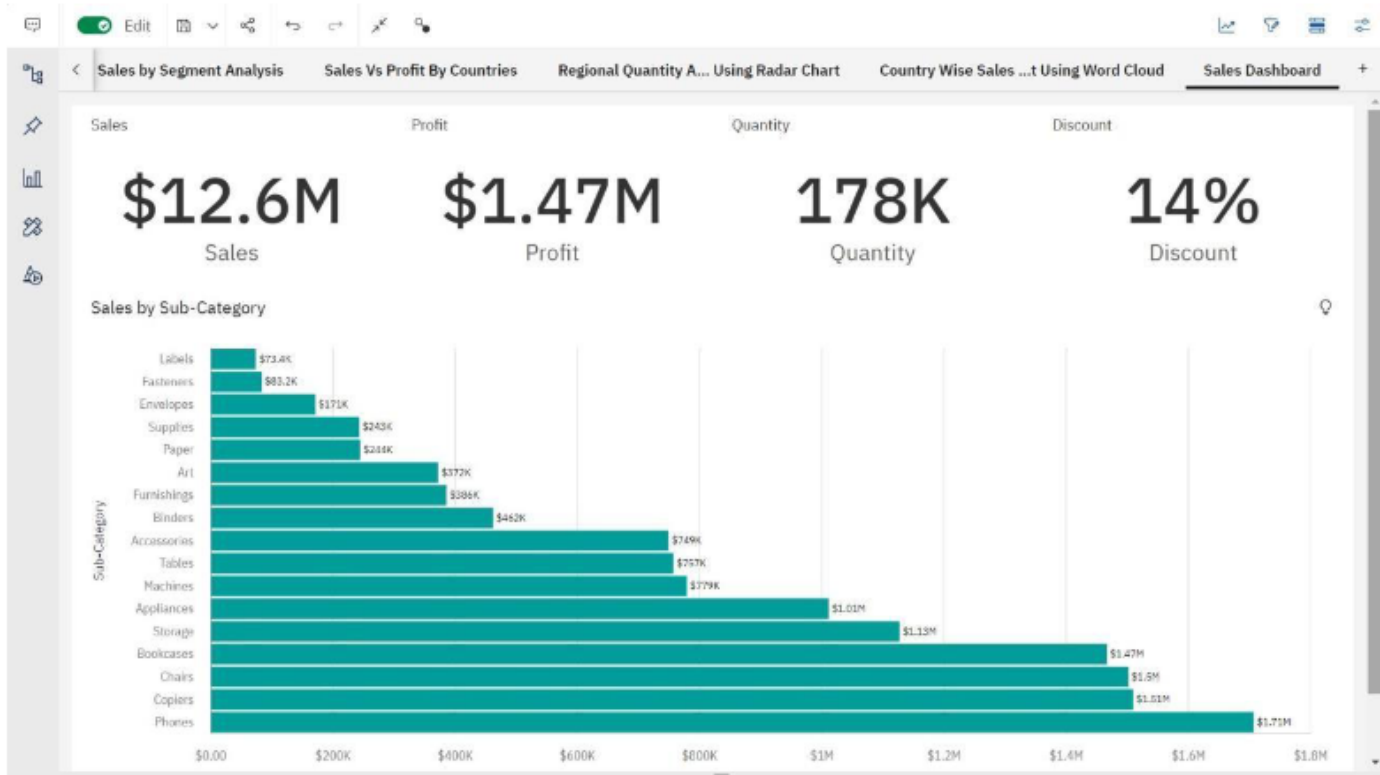 Edit
Sales by Segment Analysis
Sales Vs Profit By Countries
Regional Quantity A... Using Radar Chart
Country Wise Sales ...t Using Word Cloud
Sales Dashboard
+
Sales
Profit
Quantity
Discount
$12.6M
$1.47M
178K
14%
Sales
Profit
Quantity
Discount
Sales by Sub-Category
Sub-Category
Labels $73.4K
Fasteners $83.2K
Envelopes $171K
Supplies $243K
Paper $244K
Art $372K
Furnishings $386K
Binders $462K
Accessories $749K
Tables $757K
Machines $779K
Appliances $1.01M
Storage $1.13M
Bookcases $1.47M
Chairs $1.5M
Copiers $1.51M
Phones $1.71M
$0.00 $200K $400K $600K $800K $1M $1.2M $1.4M $1.6M $1.8M